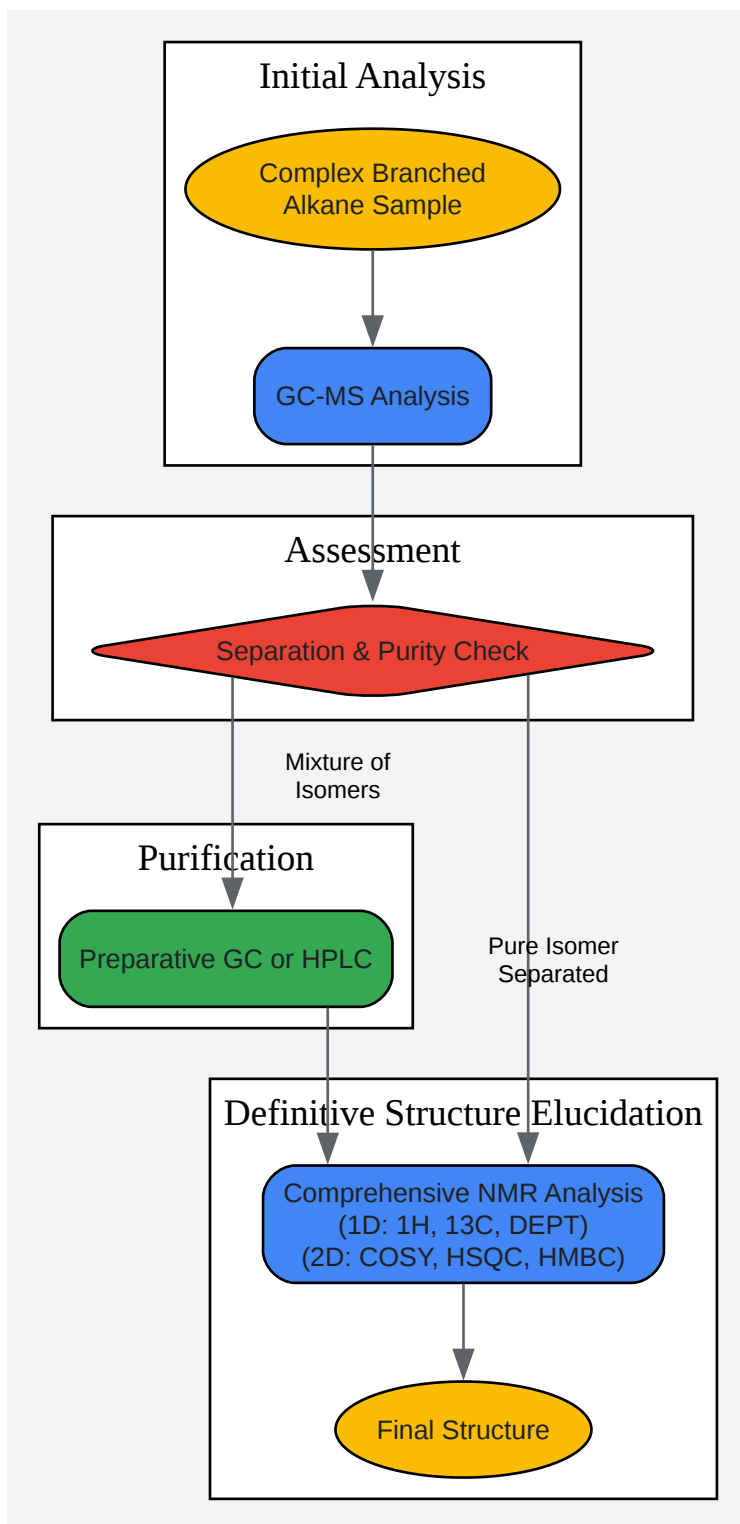 Initial Analysis
Complex Branched
Alkane Sample
GC-MS Analysis
Assessment
Separation & Purity Check
Mixture of
Isomers
Purification
Preparative GC or HPLC
Pure Isomer
Separated
Definitive Structure Elucidation
Comprehensive NMR Analysis
(1D: 1H, 13C, DEPT)
(2D: COSY, HSQC, HMBC)
Final Structure